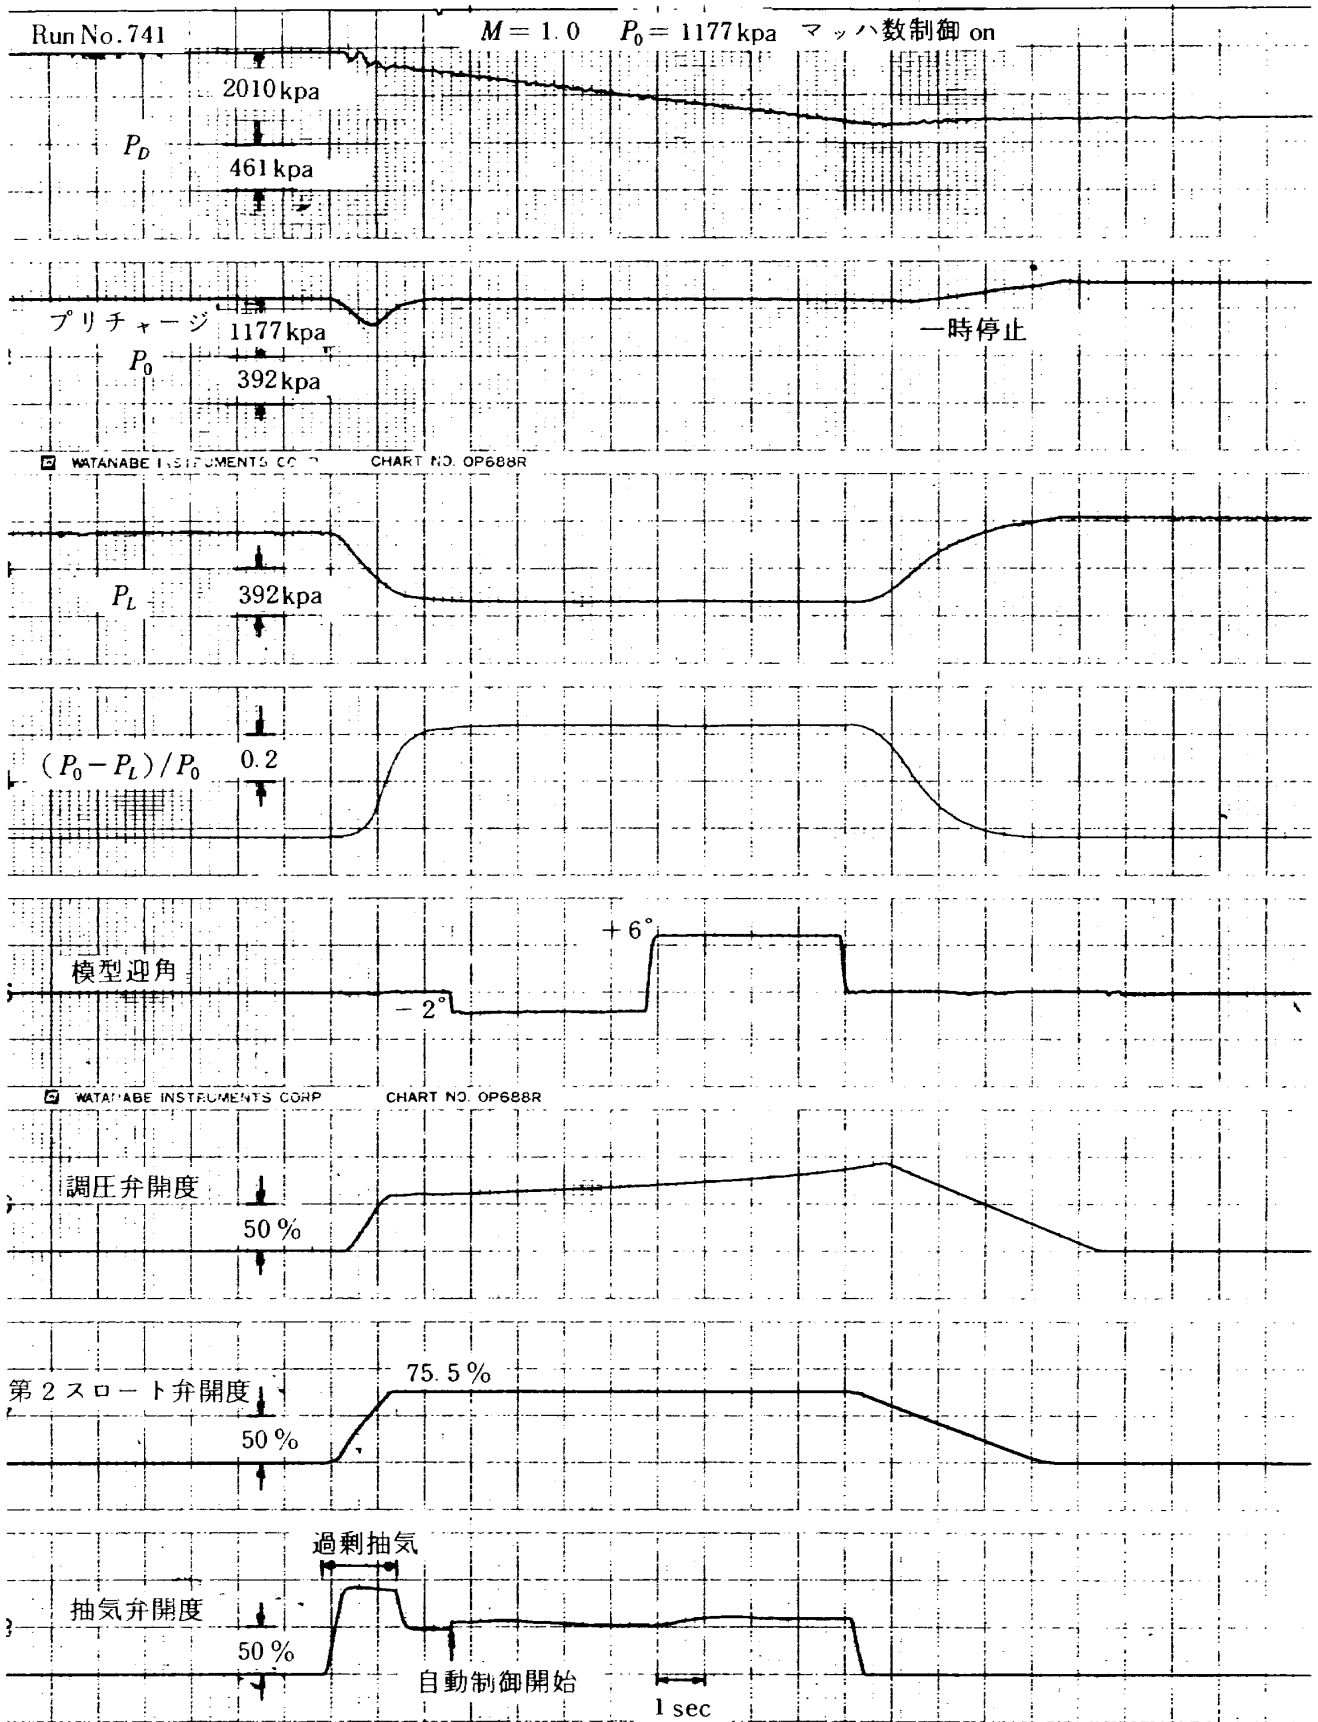 Run No. 741
M = 1.0 P₀ = 1177 kpa マッハ数制御 on
2010 kpa
P_D
461 kpa
プリチャージ
1177 kpa
一時停止
P₀
392 kpa
WATANABE INSTRUMENTS CHART NO. OP688R
P_L
392 kpa
(P₀ − P_L) / P₀ 0.2
+6°
模型迎角
−2°
WATANABE INSTRUMENTS CORP CHART NO. OP688R
調圧弁開度
50 %
75.5 %
第2スロート弁開度
50 %
過剰抽気
抽気弁開度
50 %
自動制御開始
1 sec